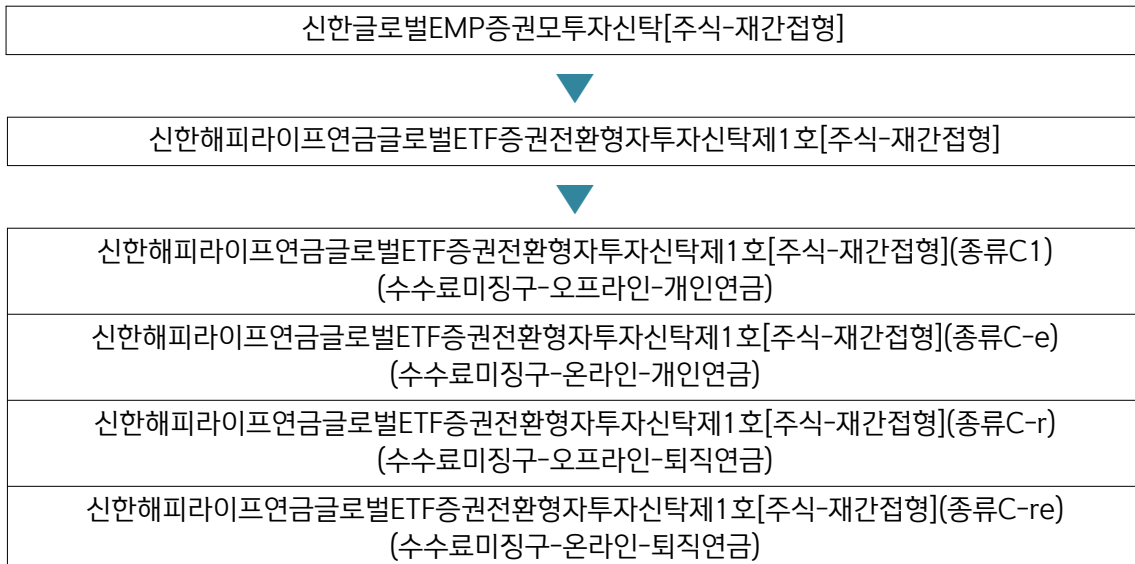 신한글로벌EMP증권모투자신탁[주식-재간접형]
신한해피라이프연금글로벌ETF증권전환형자투자신탁제1호[주식-재간접형]
신한해피라이프연금글로벌ETF증권전환형자투자신탁제1호[주식-재간접형](종류C1)
(수수료미징구-오프라인-개인연금)
신한해피라이프연금글로벌ETF증권전환형자투자신탁제1호[주식-재간접형](종류C-e)
(수수료미징구-온라인-개인연금)
신한해피라이프연금글로벌ETF증권전환형자투자신탁제1호[주식-재간접형](종류C-r)
(수수료미징구-오프라인-퇴직연금)
신한해피라이프연금글로벌ETF증권전환형자투자신탁제1호[주식-재간접형](종류C-re)
(수수료미징구-온라인-퇴직연금)